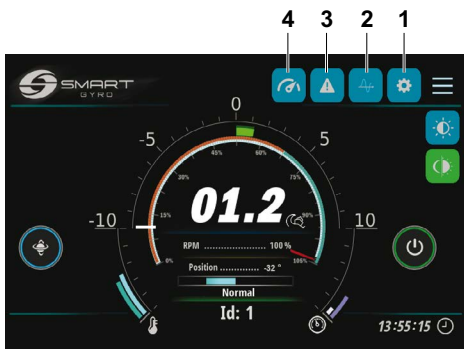 4 3 2 1
SMART
GYRO
0
-5 5
45% 60%
30% 75%
-10 15% 01.2 90% 10
RPM ...................... 100 %
0% 105%
Position ............. -32 °
Normal
Id: 1
13:55:15